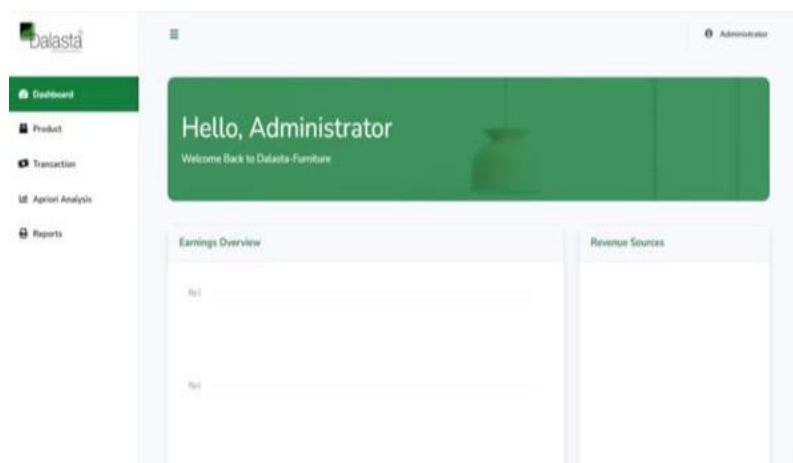 Dalasta
Administrator
Dashboard
Product
Transaction
Apriori Analysis
Reports
Hello, Administrator
Welcome Back to Dalasta-Furniture
Earnings Overview
Revenue Sources
Rp1